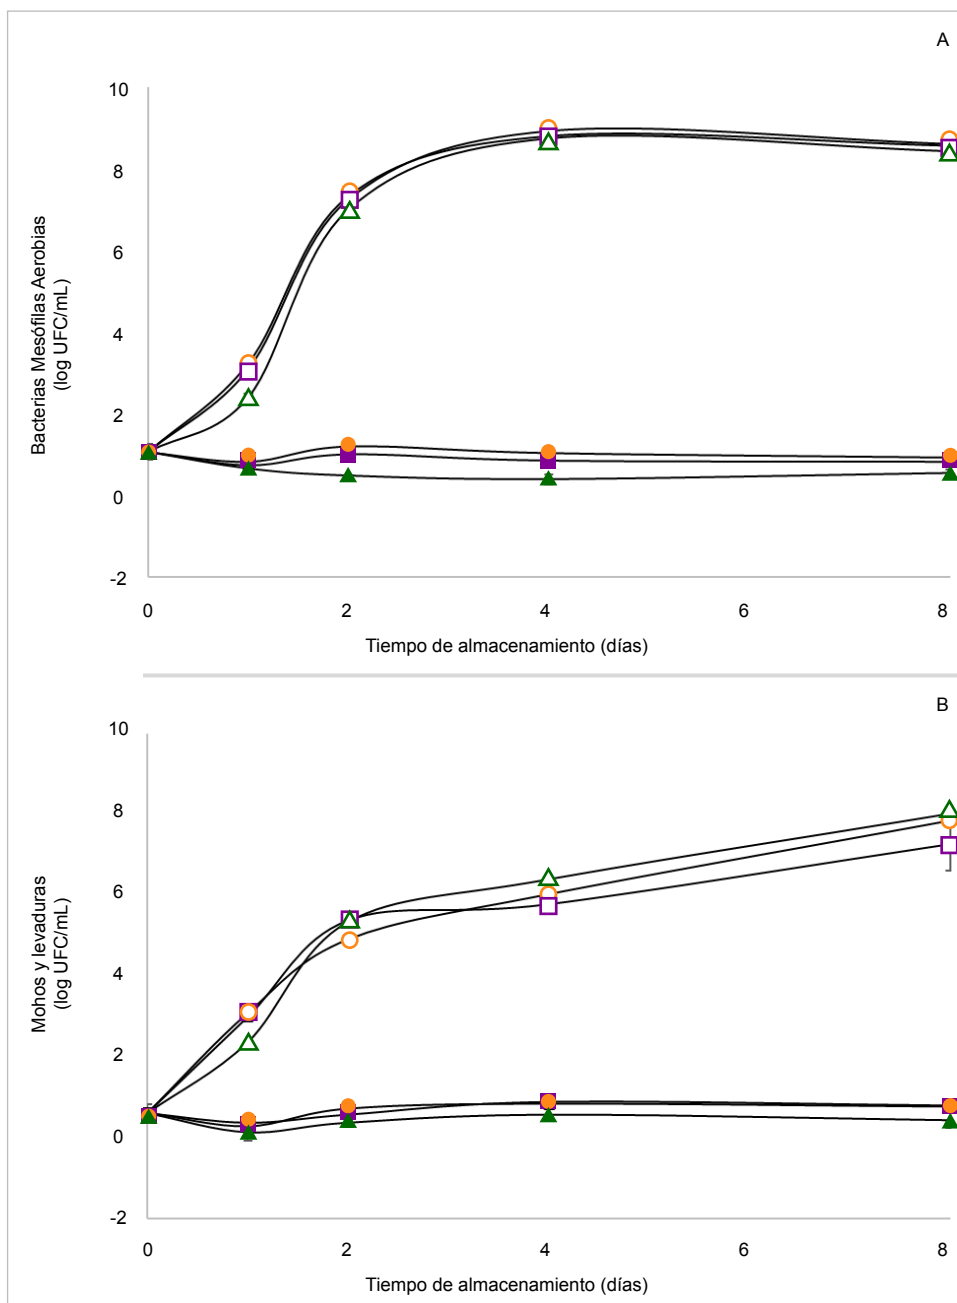 A
10
8
6
4
2
0
-2
Bacterias Mesófilas Aerobias
(log UFC/mL)
0 2 4 6 8
Tiempo de almacenamiento (días)
B
10
8
6
4
2
0
-2
Mohos y levaduras
(log UFC/mL)
0 2 4 6 8
Tiempo de almacenamiento (días)